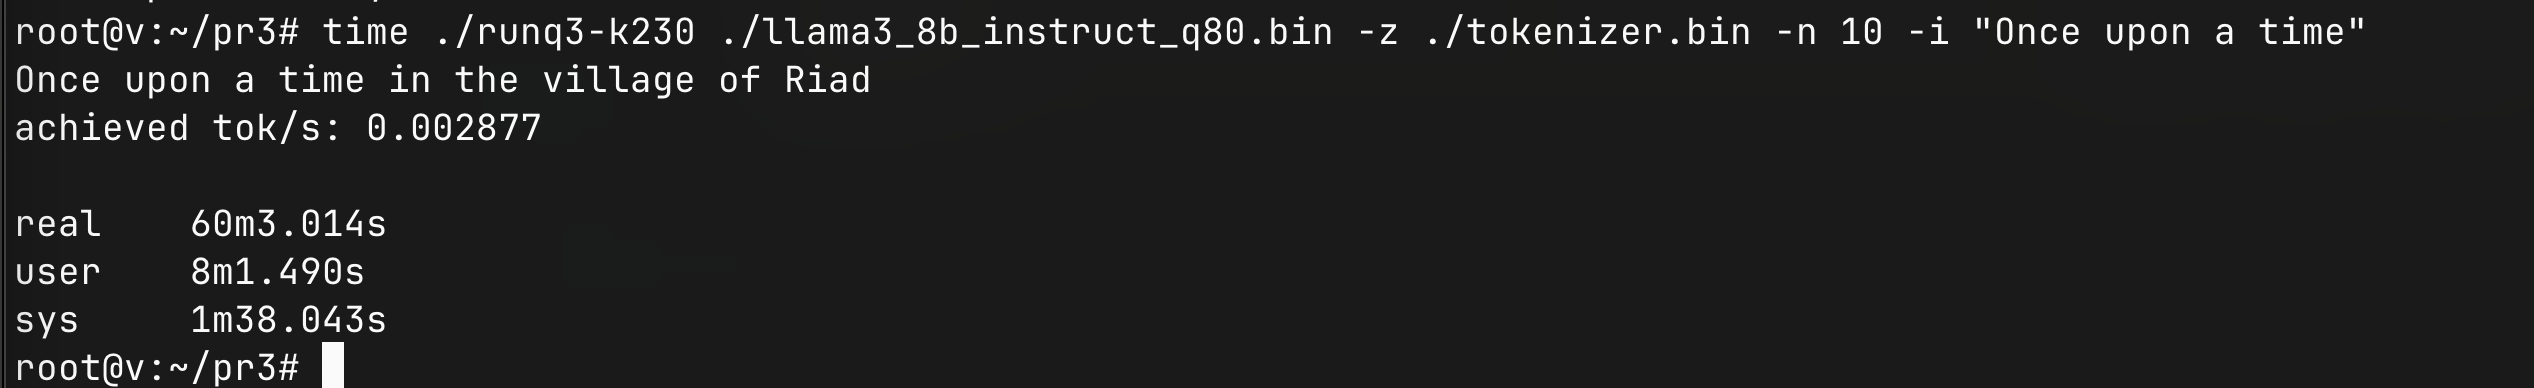 root@v:~/pr3# time ./runq3-k230 ./llama3_8b_instruct_q80.bin -z ./tokenizer.bin -n 10 -i "Once upon a time"
Once upon a time in the village of Riad
achieved tok/s: 0.002877
real    60m3.014s
user    8m1.490s
sys     1m38.043s
root@v:~/pr3#